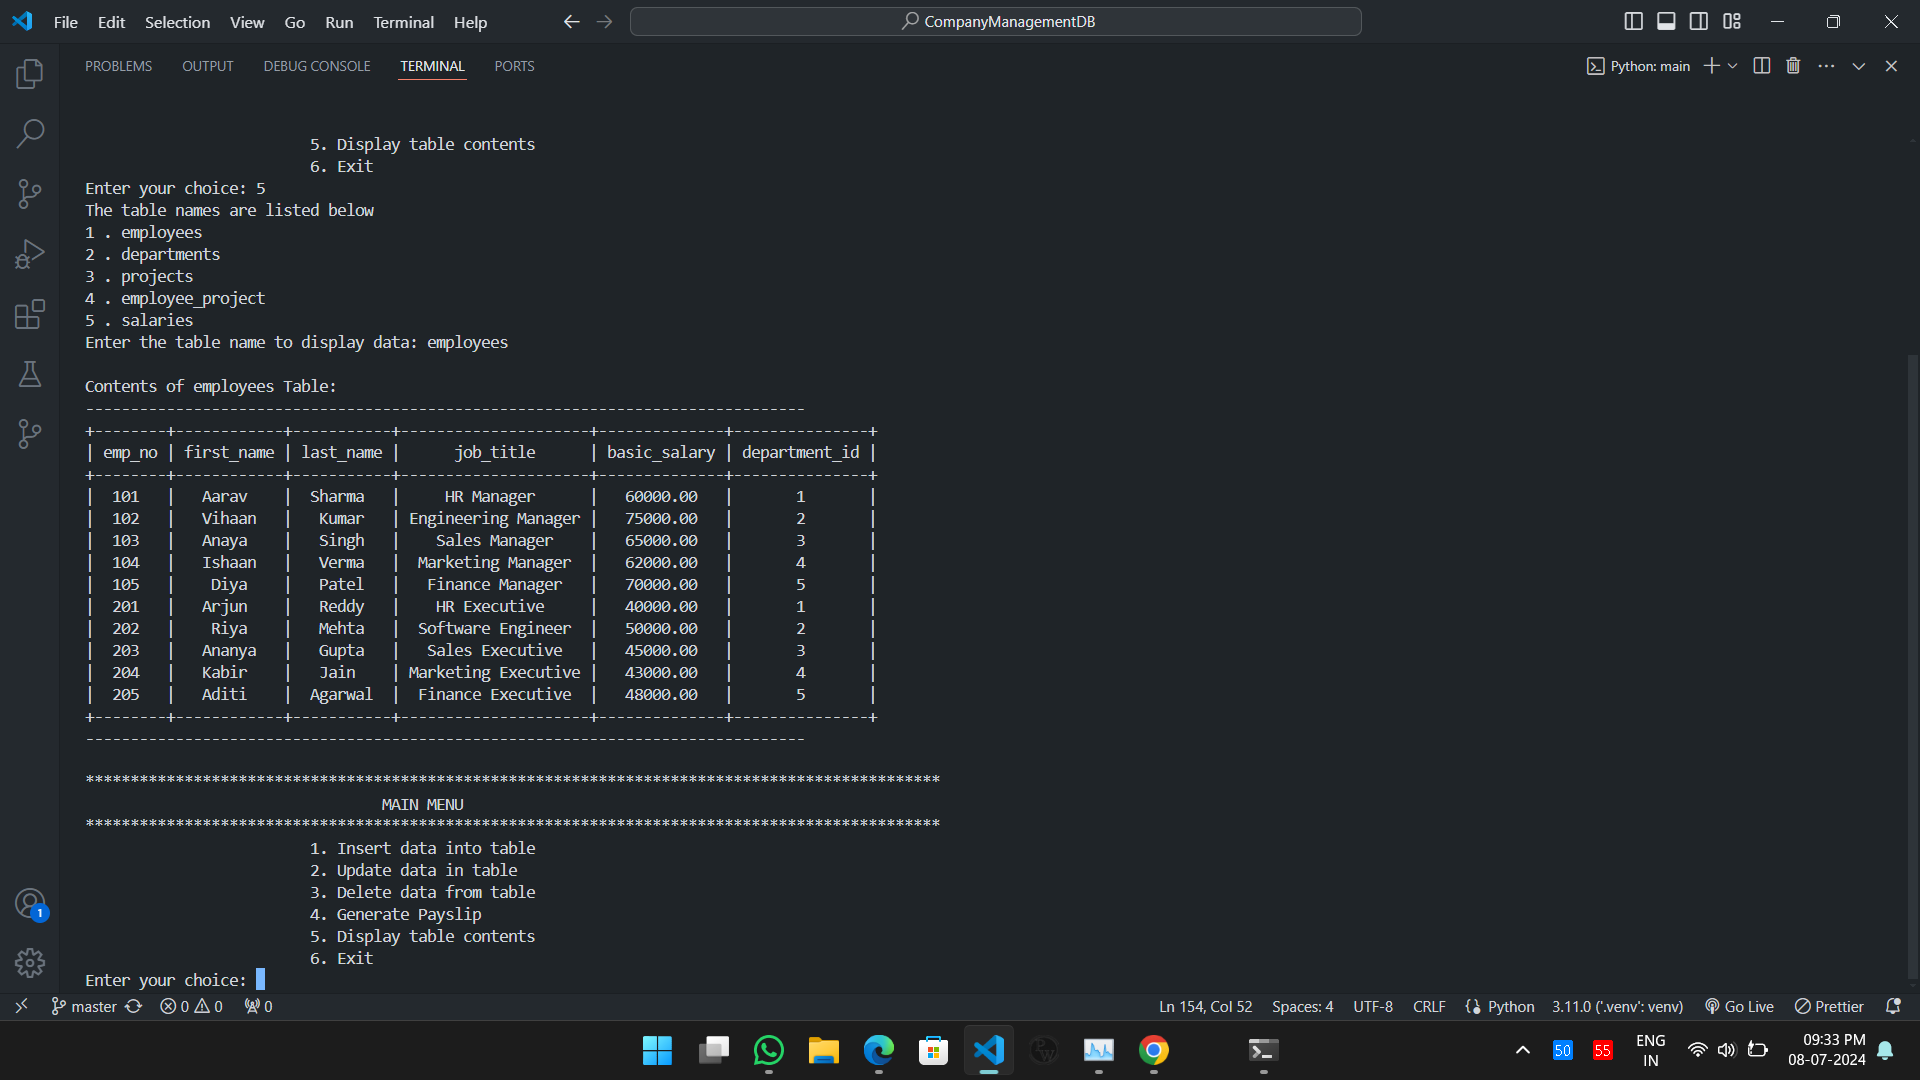 File Edit Selection View Go Run Terminal Help CompanyManagementDB
PROBLEMS OUTPUT DEBUG CONSOLE TERMINAL PORTS Python: main
5. Display table contents
6. Exit
Enter your choice: 5
The table names are listed below
1 . employees
2 . departments
3 . projects
4 . employee_project
5 . salaries
Enter the table name to display data: employees
Contents of employees Table:
--------------------------------------------------------------------------------
+--------+------------+-----------+---------------------+--------------+---------------+
| emp_no | first_name | last_name |      job_title      | basic_salary | department_id |
+--------+------------+-----------+---------------------+--------------+---------------+
|  101   |   Aarav    |  Sharma   |     HR Manager      |   60000.00   |       1       |
|  102   |   Vihaan   |   Kumar   | Engineering Manager |   75000.00   |       2       |
|  103   |   Anaya    |   Singh   |    Sales Manager    |   65000.00   |       3       |
|  104   |   Ishaan   |   Verma   |  Marketing Manager  |   62000.00   |       4       |
|  105   |    Diya    |   Patel   |   Finance Manager   |   70000.00   |       5       |
|  201   |   Arjun    |   Reddy   |    HR Executive     |   40000.00   |       1       |
|  202   |    Riya    |   Mehta   |  Software Engineer  |   50000.00   |       2       |
|  203   |   Ananya   |   Gupta   |   Sales Executive   |   45000.00   |       3       |
|  204   |   Kabir    |   Jain    | Marketing Executive |   43000.00   |       4       |
|  205   |   Aditi    |  Agarwal  |  Finance Executive  |   48000.00   |       5       |
+--------+------------+-----------+---------------------+--------------+---------------+
--------------------------------------------------------------------------------
***********************************************************************************************
MAIN MENU
***********************************************************************************************
1. Insert data into table
2. Update data in table
3. Delete data from table
4. Generate Payslip
5. Display table contents
6. Exit
Enter your choice:
1
master 0 0 0 Ln 154, Col 52 Spaces: 4 UTF-8 CRLF Python 3.11.0 ('.venv': venv) Go Live Prettier
50 55 ENG IN 09:33 PM
08-07-2024